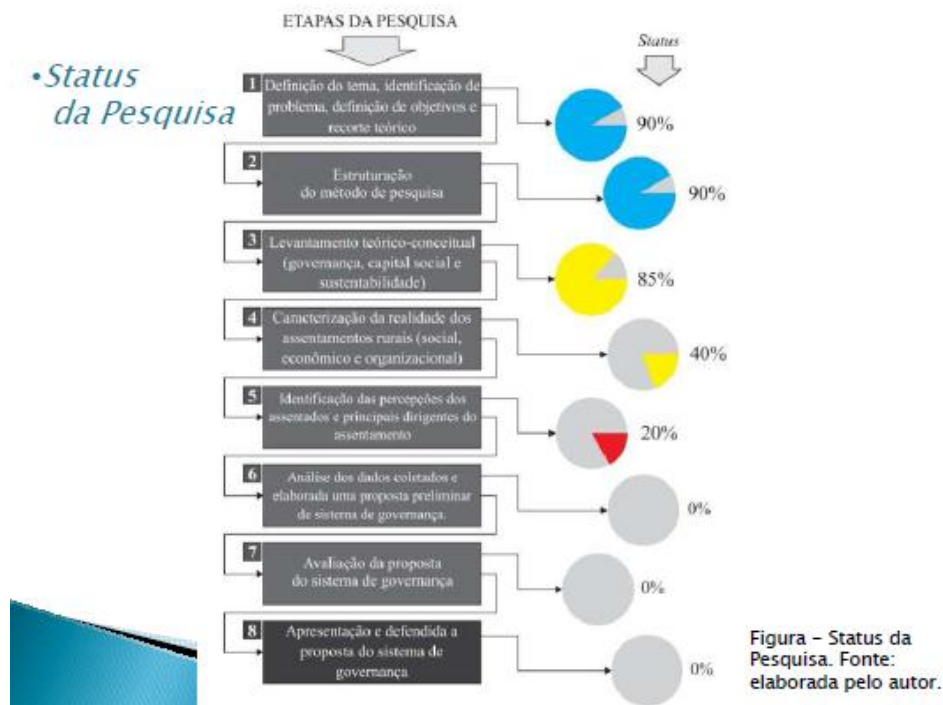 ETAPAS DA PESQUISA
Status
•Status
da Pesquisa
1
Definição do tema, identificação de
problema, definição de objetivos e
recorte teórico
90%
2
Estruturação
do método de pesquisa
90%
3
Levantamento teórico-conceitual
(governança, capital social e
sustentabilidade)
85%
4
Caracterização da realidade dos
assentamentos rurais (social,
econômico e organizacional)
40%
5
Identificação das percepções dos
assentados e principais dirigentes do
assentamento
20%
6
Análise dos dados coletados e
elaborada uma proposta preliminar
de sistema de governança.
0%
7
Avaliação da proposta
do sistema de governança
0%
8
Apresentação e defendida a
proposta do sistema de
governança
0%
Figura – Status da
Pesquisa. Fonte:
elaborada pelo autor.